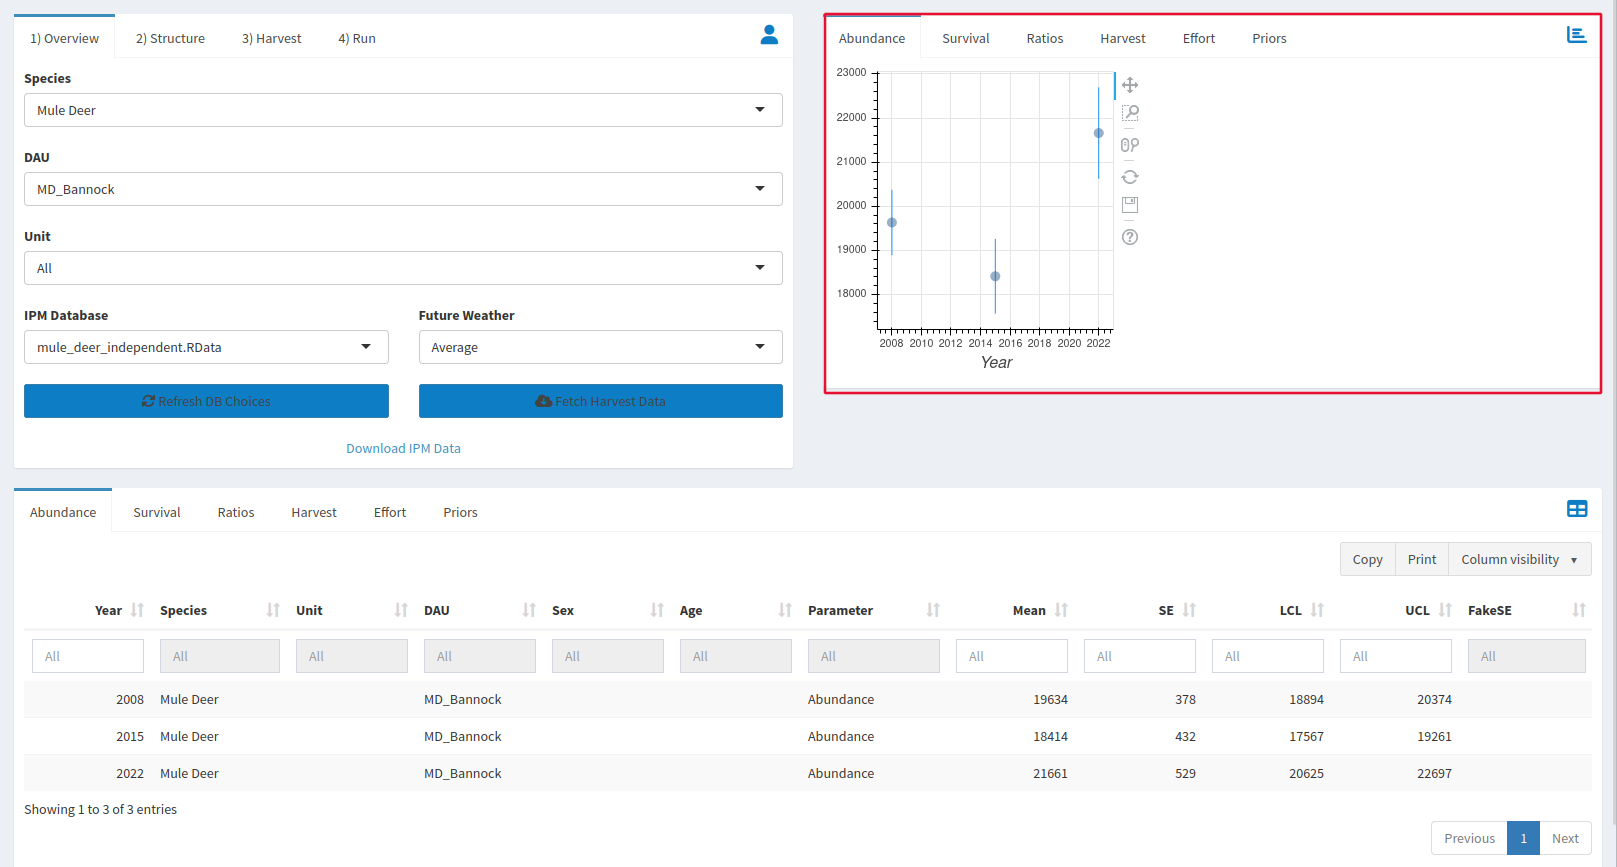 1) Overview 2) Structure 3) Harvest 4) Run
Species
Mule Deer
DAU
MD_Bannock
Unit
All
IPM Database Future Weather
mule_deer_independent.RData Average
Refresh DB Choices Fetch Harvest Data
Download IPM Data
Abundance Survival Ratios Harvest Effort Priors
23000
22000
21000
20000
19000
18000
2008 2010 2012 2014 2016 2018 2020 2022
Year
Abundance Survival Ratios Harvest Effort Priors
Copy Print Column visibility
Year Species Unit DAU Sex Age Parameter Mean SE LCL UCL FakeSE
All All All All All All All All All All All All
2008 Mule Deer MD_Bannock Abundance 19634 378 18894 20374
2015 Mule Deer MD_Bannock Abundance 18414 432 17567 19261
2022 Mule Deer MD_Bannock Abundance 21661 529 20625 22697
Showing 1 to 3 of 3 entries
Previous 1 Next